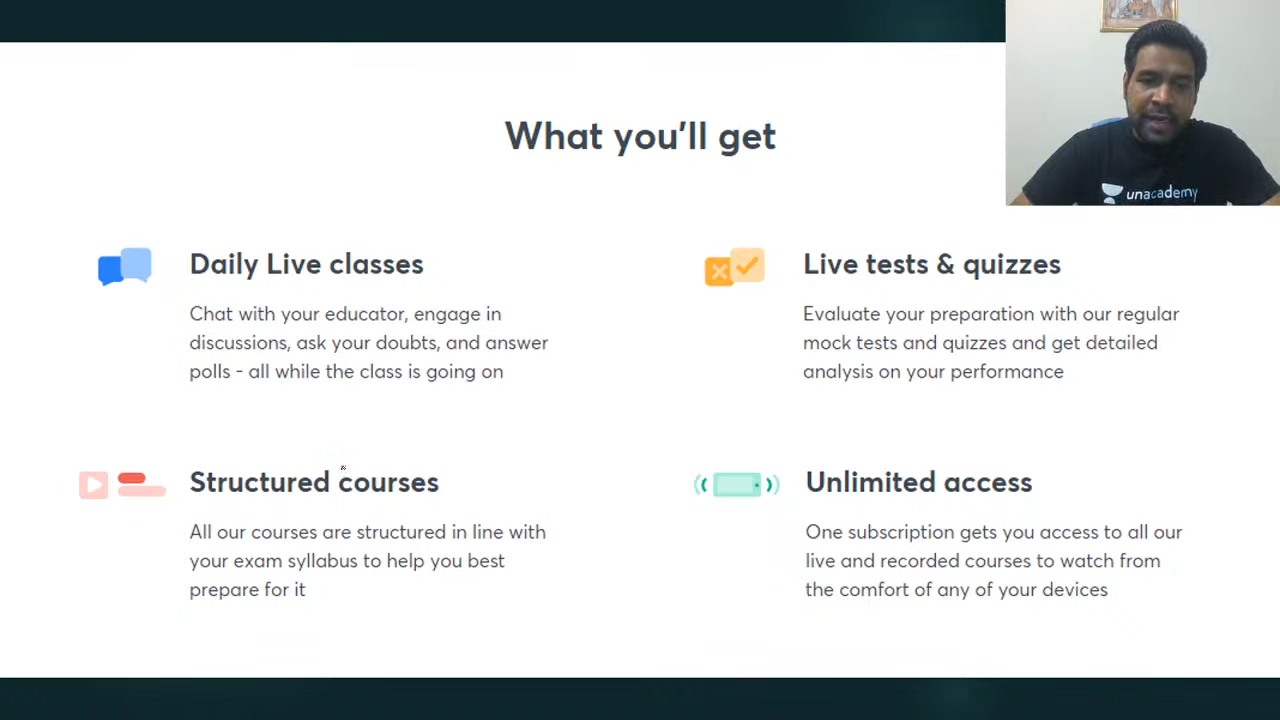 What you'll get
unacademy
Daily Live classes
Chat with your educator, engage in
discussions, ask your doubts, and answer
polls - all while the class is going on
Live tests & quizzes
Evaluate your preparation with our regular
mock tests and quizzes and get detailed
analysis on your performance
Structured courses
All our courses are structured in line with
your exam syllabus to help you best
prepare for it
Unlimited access
One subscription gets you access to all our
live and recorded courses to watch from
the comfort of any of your devices